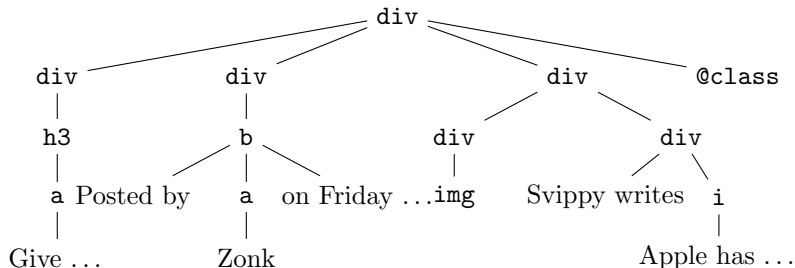 div
div div div @class
h3 b div div
a Posted by a on Friday ... img Svippy writes i
Give ... Zonk Apple has ...